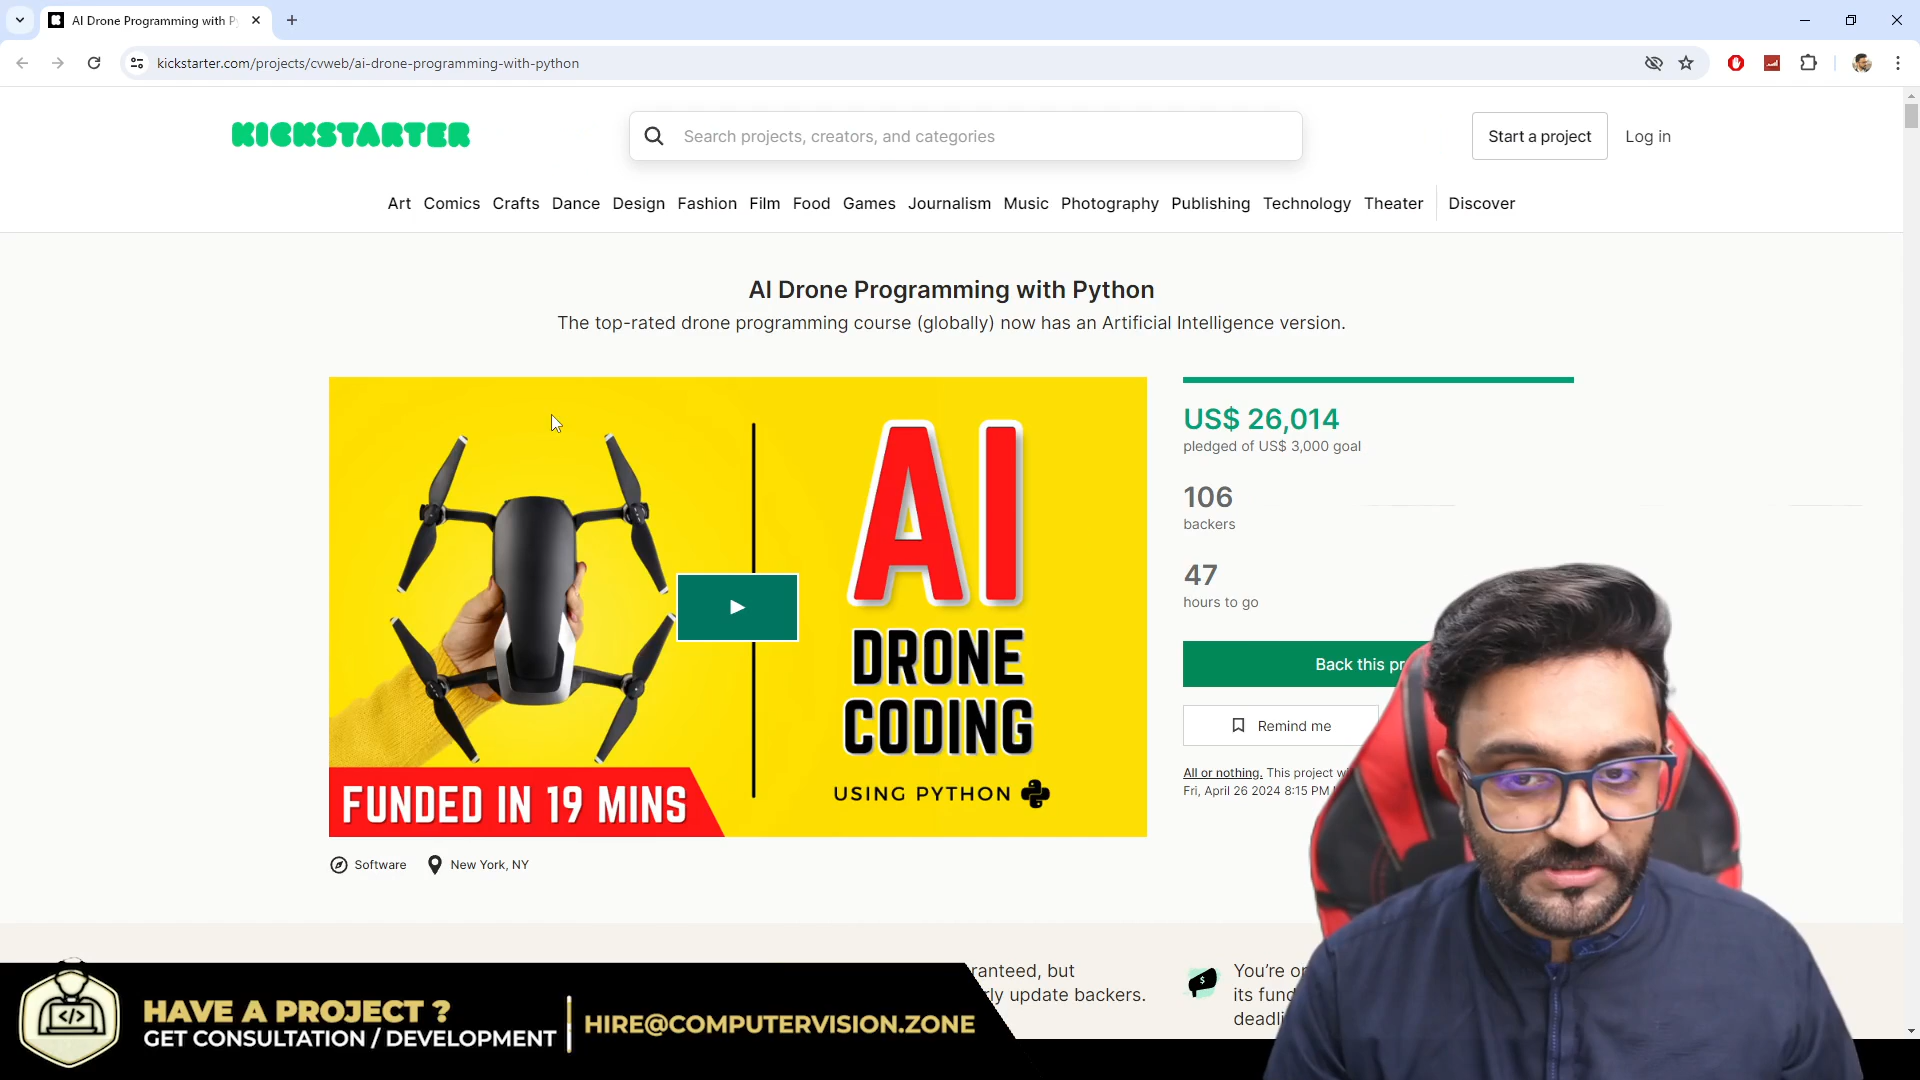 AI Drone Programming with P
kickstarter.com/projects/cvweb/ai-drone-programming-with-python
KICKSTARTER
Search projects, creators, and categories
Start a project
Log in
Art Comics Crafts Dance Design Fashion Film Food Games Journalism Music Photography Publishing Technology Theater Discover
AI Drone Programming with Python
The top-rated drone programming course (globally) now has an Artificial Intelligence version.
AI
DRONE
CODING
USING PYTHON
FUNDED IN 19 MINS
US$ 26,014
pledged of US$ 3,000 goal
106
backers
47
hours to go
Back this pr
Remind me
All or nothing. This project w
Fri, April 26 2024 8:15 PM
Software
New York, NY
ranteed, but
rly update backers.
You're or
its fund
deadli
HAVE A PROJECT ?
GET CONSULTATION / DEVELOPMENT
HIRE@COMPUTERVISION.ZONE